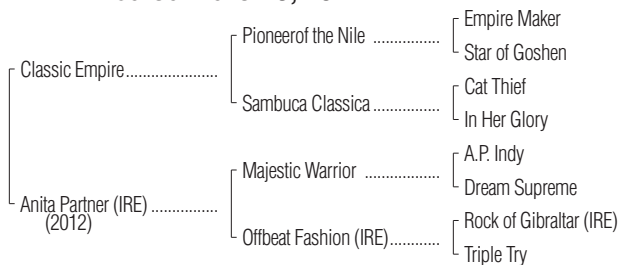 Pioneerof the Nile ...............
Empire Maker
Star of Goshen
Classic Empire......................
Sambuca Classica ................
Cat Thief
In Her Glory
Majestic Warrior .................
A.P. Indy
Dream Supreme
Anita Partner (IRE) ................
(2012)
Offbeat Fashion (IRE)............
Rock of Gibraltar (IRE)
Triple Try